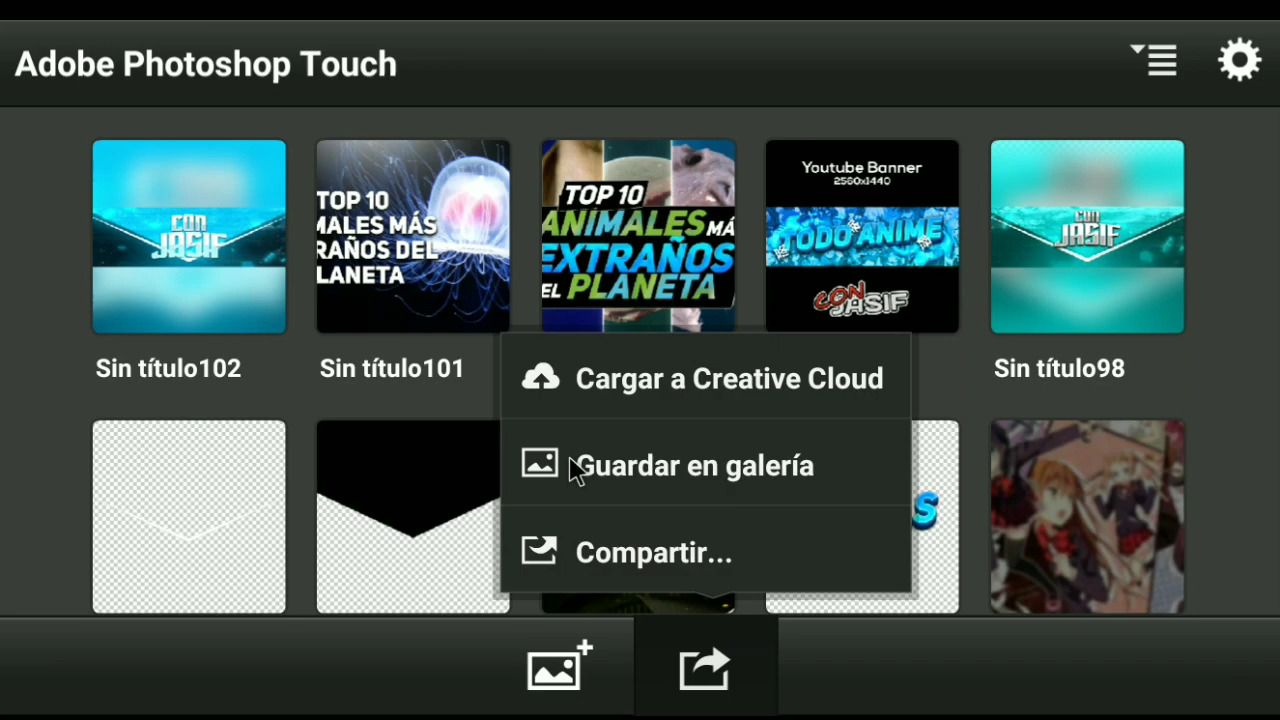 Adobe Photoshop Touch
CON
JASIF
TOP 10
MALES MÁS
RAÑOS DEL
LANETA
TOP 10
ANIMALES MÁ
EXTRAÑOS
EL PLANETA
Youtube Banner
2560x1440
TODO ANIME
CON
JASIF
CON
JASIF
Sin título102
Sin título101
Sin título98
Cargar a Creative Cloud
Guardar en galería
Compartir...
S